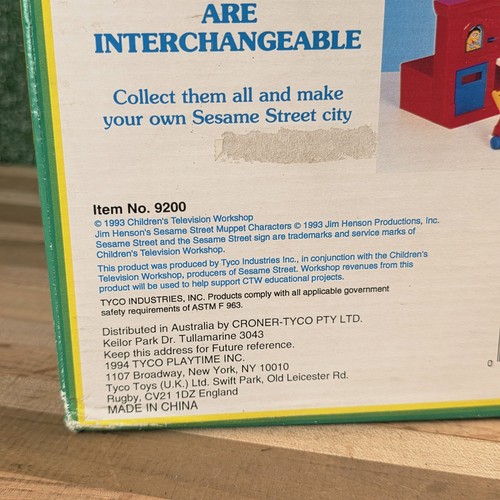 ARE
INTERCHANGEABLE
Collect them all and make
your own Sesame Street city
Item No. 9200
© 1993 Children's Television Workshop
Jim Henson's Sesame Street Muppet Characters © 1993 Jim Henson Productions, Inc.
Sesame Street and the Sesame Street sign are trademarks and service marks of
Children's Television Workshop.
This product was produced by Tyco Industries Inc., in conjunction with the Children's
Television Workshop, producers of Sesame Street. Workshop revenues from this
product will be used to help support CTW educational projects.
TYCO INDUSTRIES, INC. Products comply with all applicable government
safety requirements of ASTM F 963.
Distributed in Australia by CRONER-TYCO PTY LTD.
Keilor Park Dr. Tullamarine 3043
Keep this address for Future reference.
1994 TYCO PLAYTIME INC.
1107 Broadway, New York, NY 10010
Tyco Toys (U.K.) Ltd. Swift Park, Old Leicester Rd.
Rugby, CV21 1DZ England
MADE IN CHINA
0